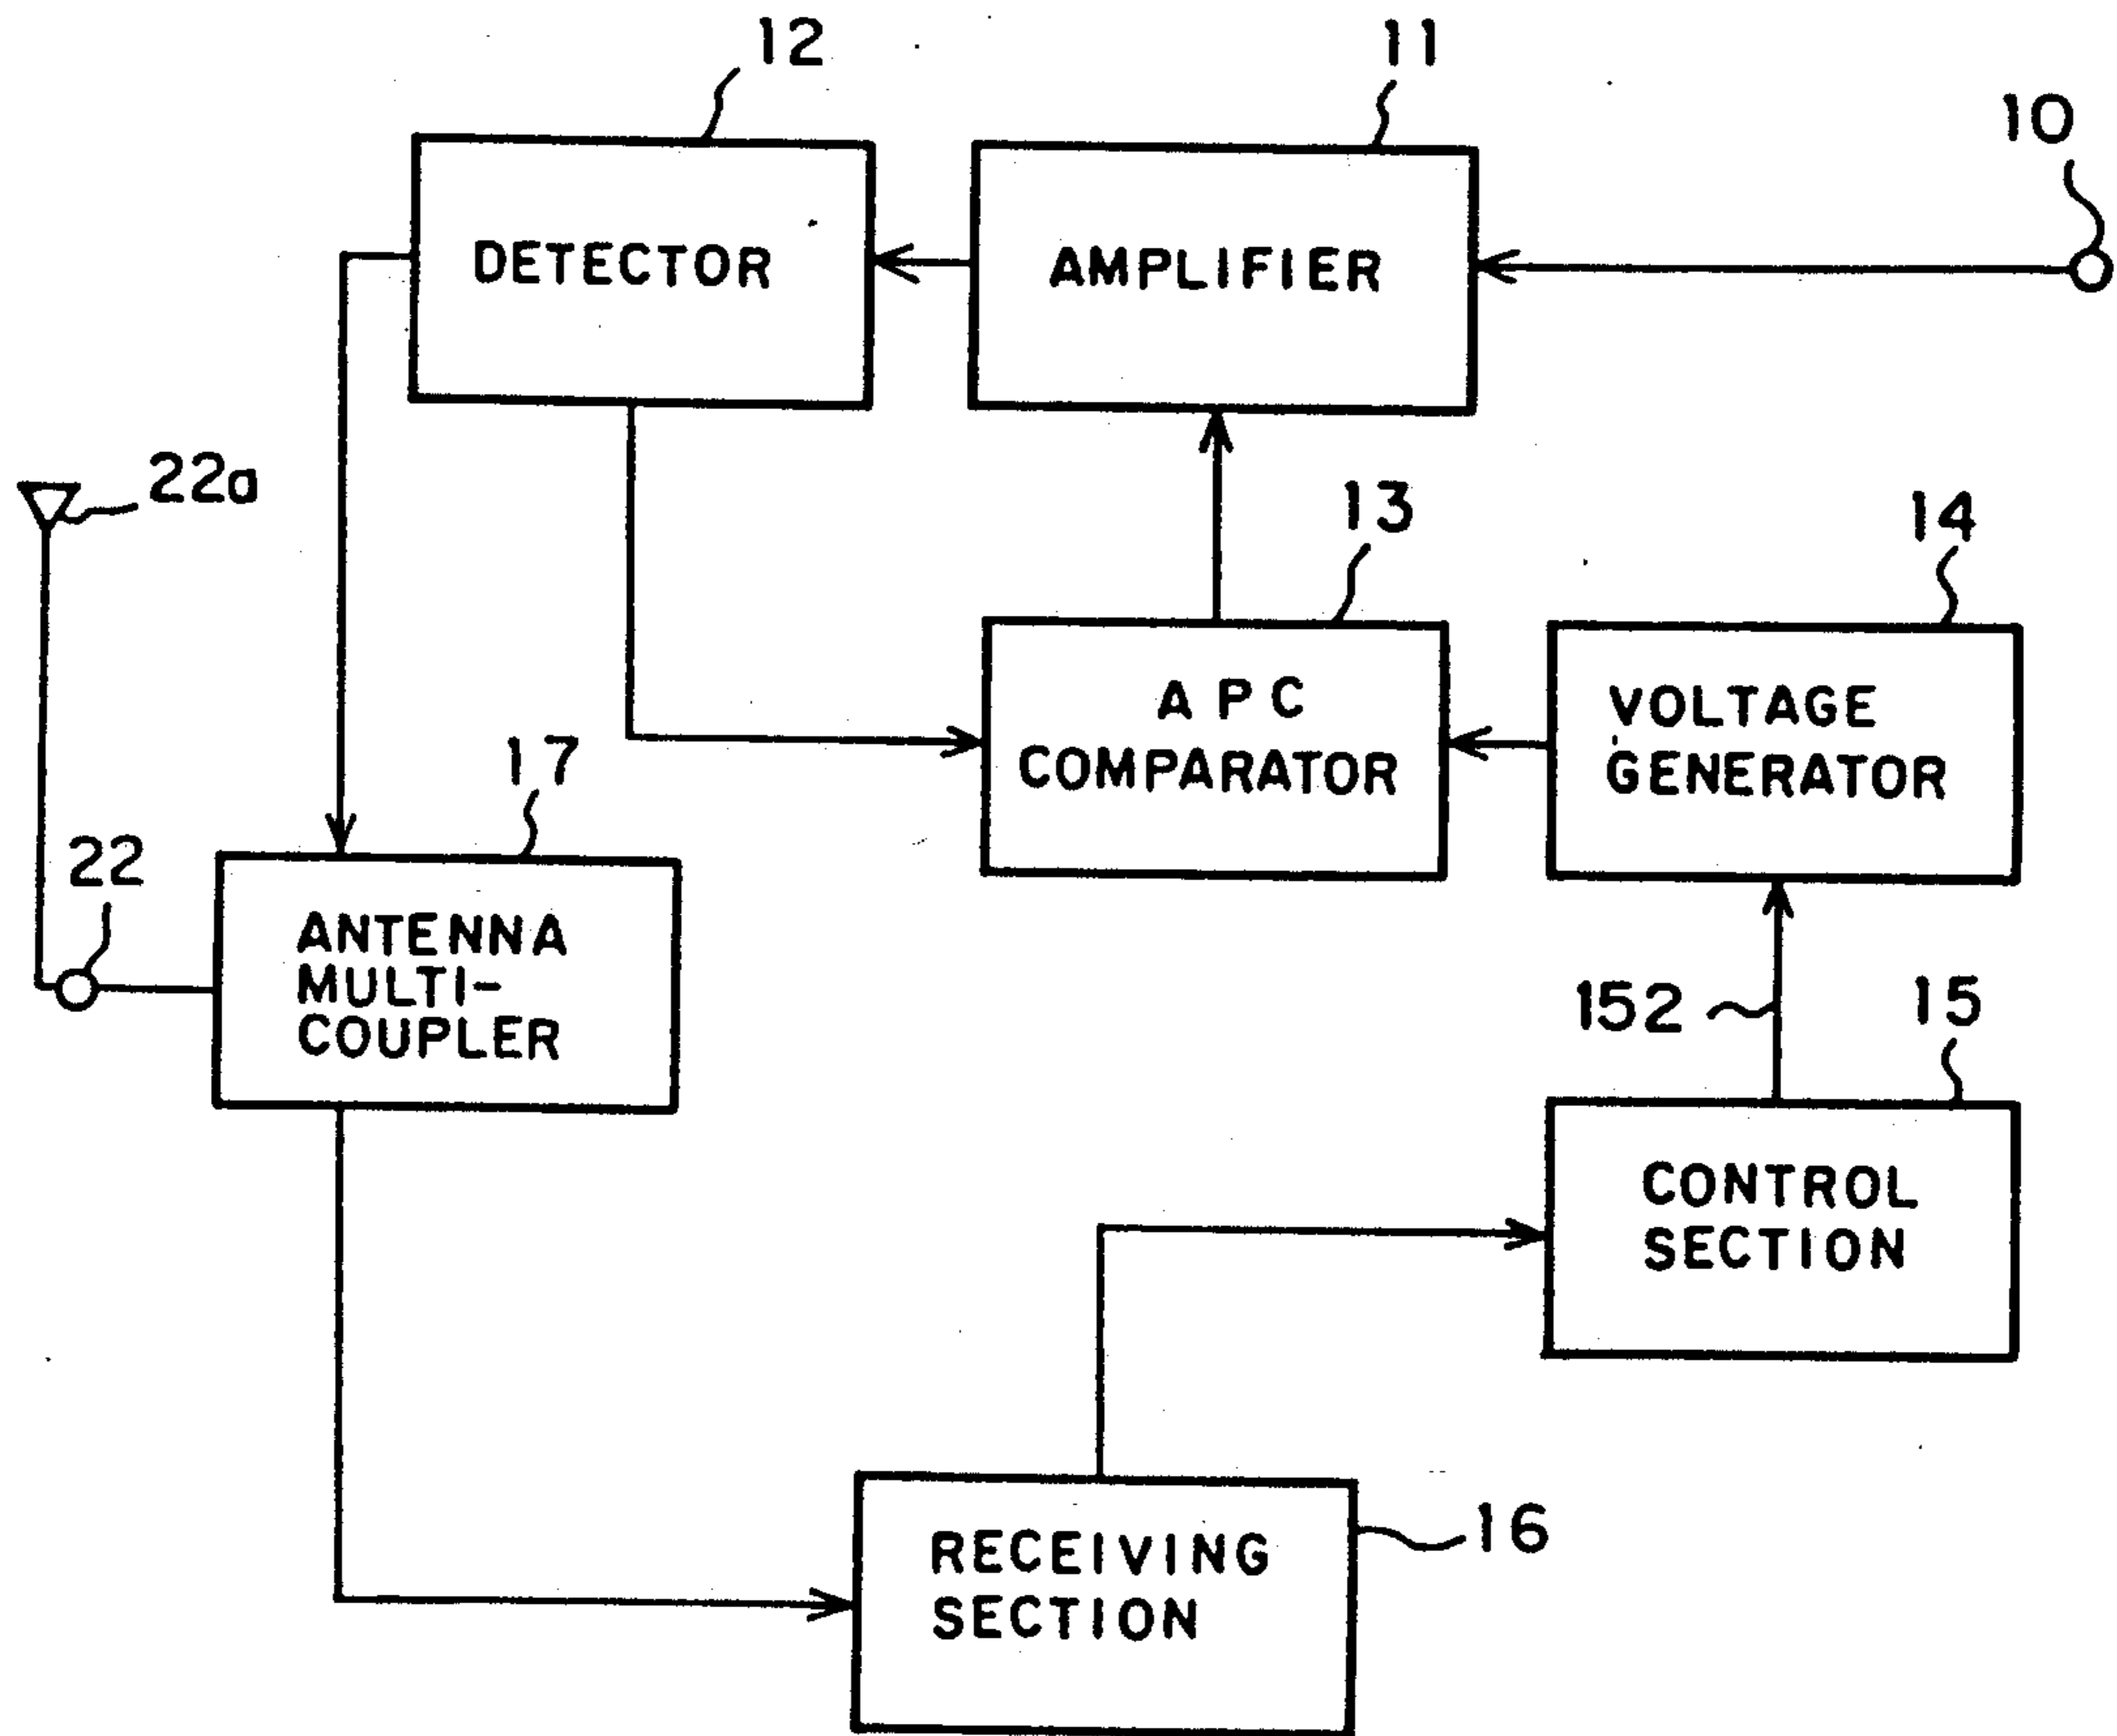 12
11
10
DETECTOR
AMPLIFIER
22a
13
14
A P C
COMPARATOR
VOLTAGE
GENERATOR
17
22
ANTENNA
MULTI-
COUPLER
152
15
CONTROL
SECTION
RECEIVING
SECTION
16